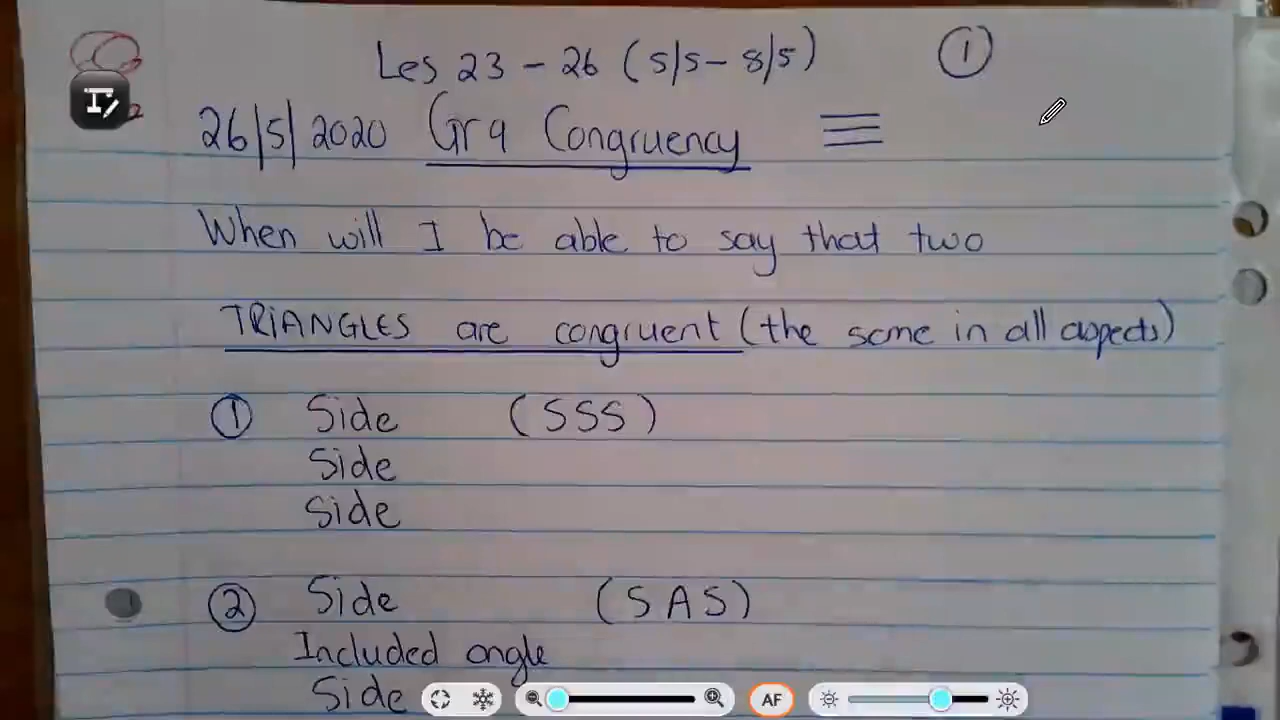 Les 23 - 26 (5/5 - 8/5) ①
26/5/2020 Gr 9 Congruency ≡
When will I be able to say that two
TRiANGLES are congruent (the same in all aspects)
① Side (SSS)
Side
Side
② Side (SAS)
Included angle
Side
AF